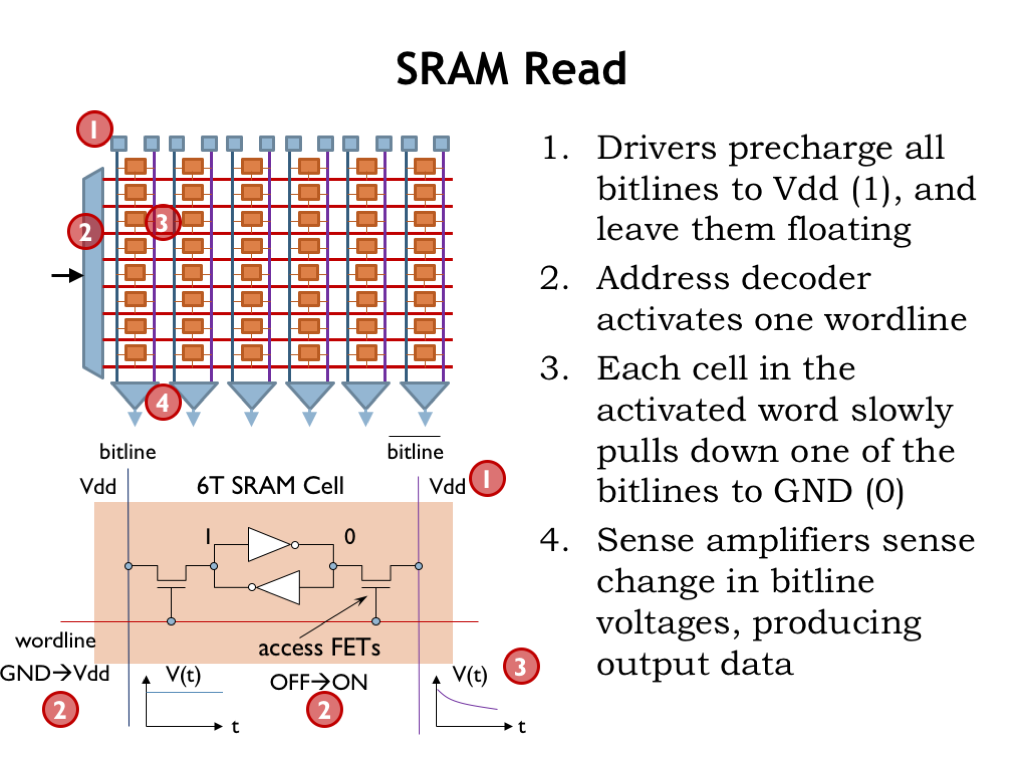 SRAM Read
1
2
3
4
1. Drivers precharge all
bitlines to Vdd (1), and
leave them floating
2. Address decoder
activates one wordline
3. Each cell in the
activated word slowly
pulls down one of the
bitlines to GND (0)
4. Sense amplifiers sense
change in bitline
voltages, producing
output data
bitline
bitline
Vdd
6T SRAM Cell
Vdd
1
1
0
wordline
access FETs
GND→Vdd
V(t)
OFF→ON
V(t)
3
2
2
t
t